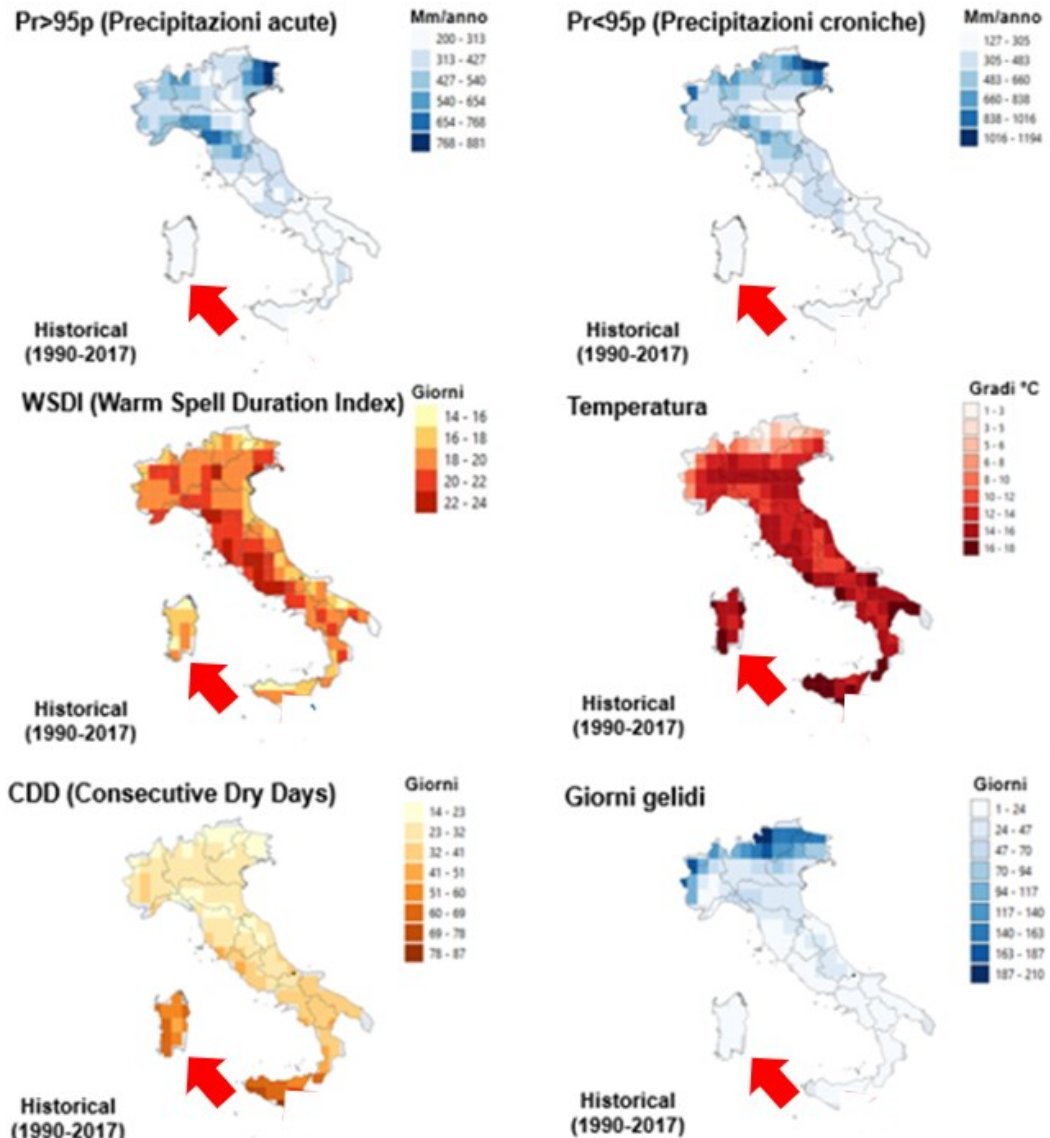 Pr>95p (Precipitazioni acute)
Mm/anno
200 - 313
313 - 427
427 - 540
540 - 654
654 - 768
768 - 881
Historical
(1990-2017)
Pr<95p (Precipitazioni croniche)
Mm/anno
127 - 305
305 - 483
483 - 660
660 - 838
838 - 1016
1016 - 1194
Historical
(1990-2017)
WSDI (Warm Spell Duration Index)
Giorni
14 - 16
16 - 18
18 - 20
20 - 22
22 - 24
Historical
(1990-2017)
Temperatura
Gradi °C
1 - 3
3 - 5
5 - 6
6 - 8
8 - 10
10 - 12
12 - 14
14 - 16
16 - 18
Historical
(1990-2017)
CDD (Consecutive Dry Days)
Giorni
14 - 23
23 - 32
32 - 41
41 - 51
51 - 60
60 - 69
69 - 78
78 - 87
Historical
(1990-2017)
Giorni gelidi
Giorni
1 - 24
24 - 47
47 - 70
70 - 94
94 - 117
117 - 140
140 - 163
163 - 187
187 - 210
Historical
(1990-2017)